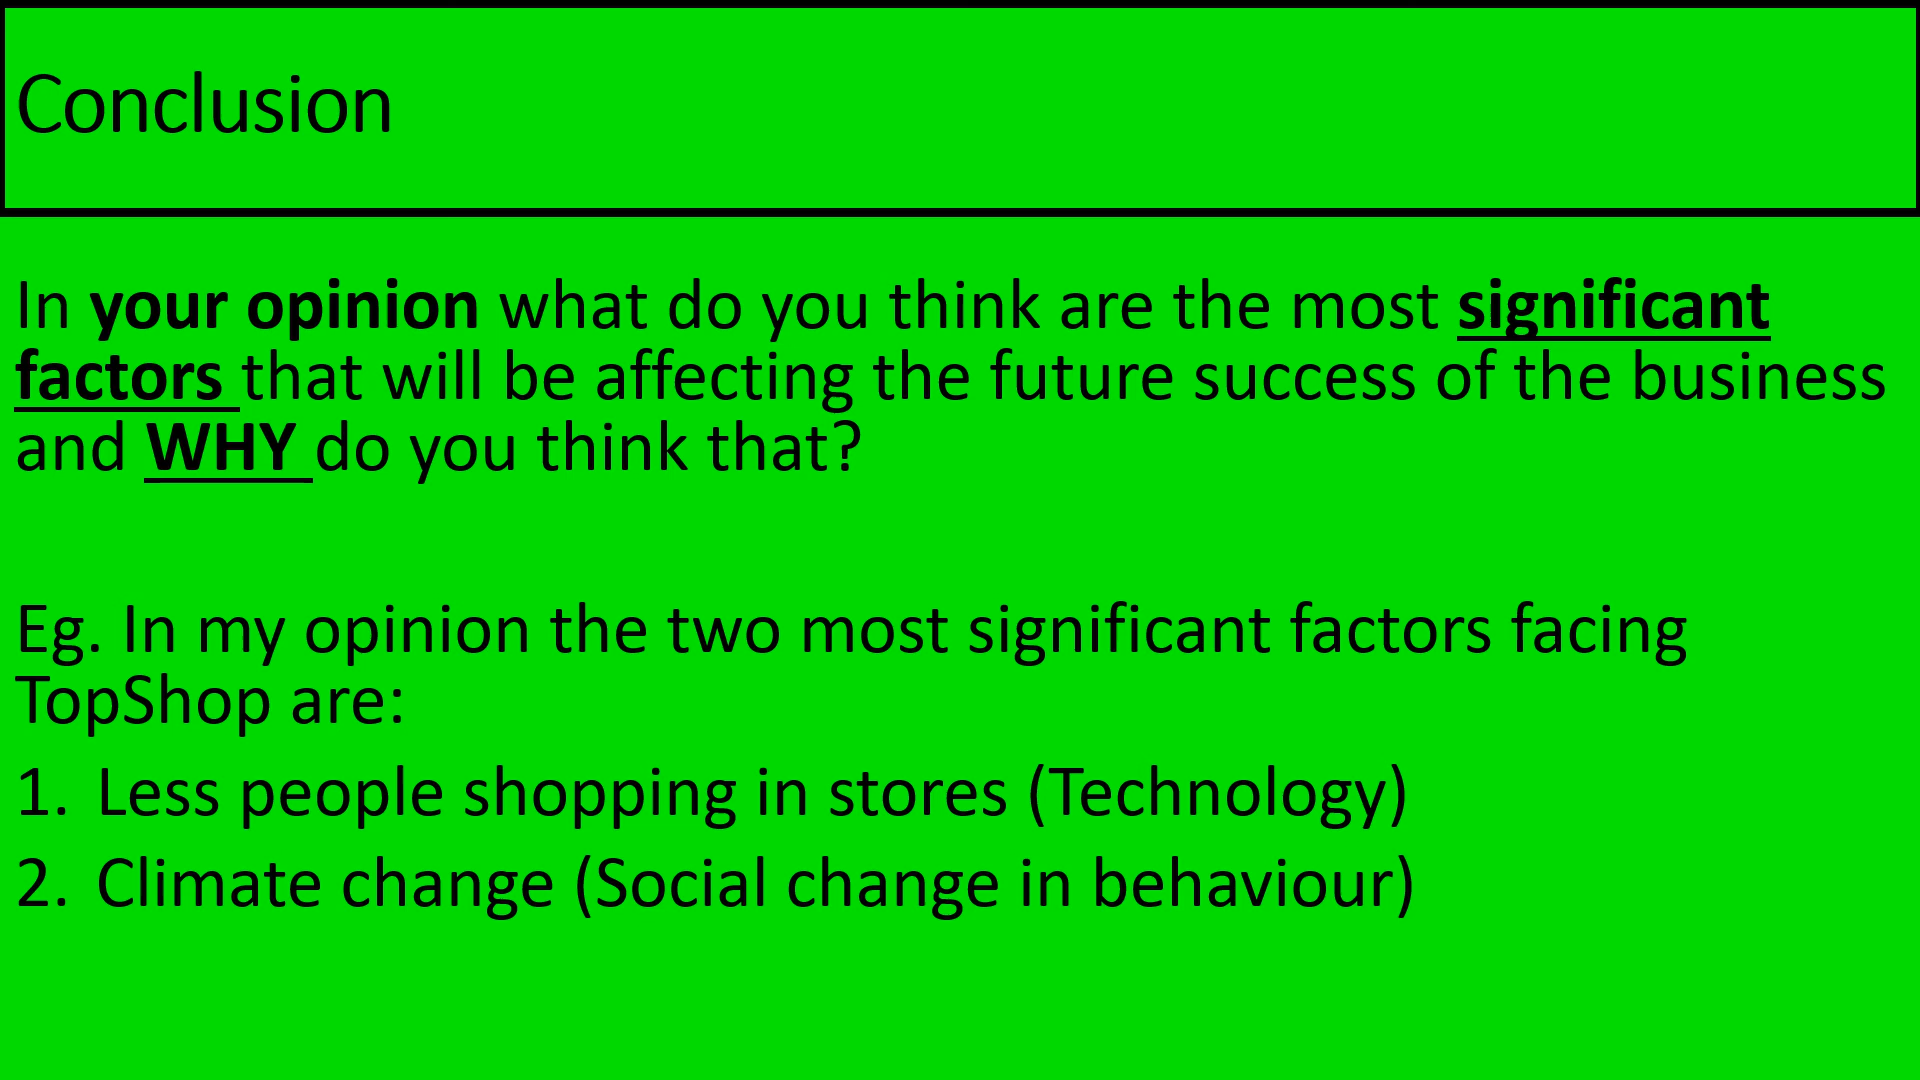 Conclusion
In your opinion what do you think are the most significant
factors that will be affecting the future success of the business
and WHY do you think that?
Eg. In my opinion the two most significant factors facing
TopShop are:
1. Less people shopping in stores (Technology)
2. Climate change (Social change in behaviour)